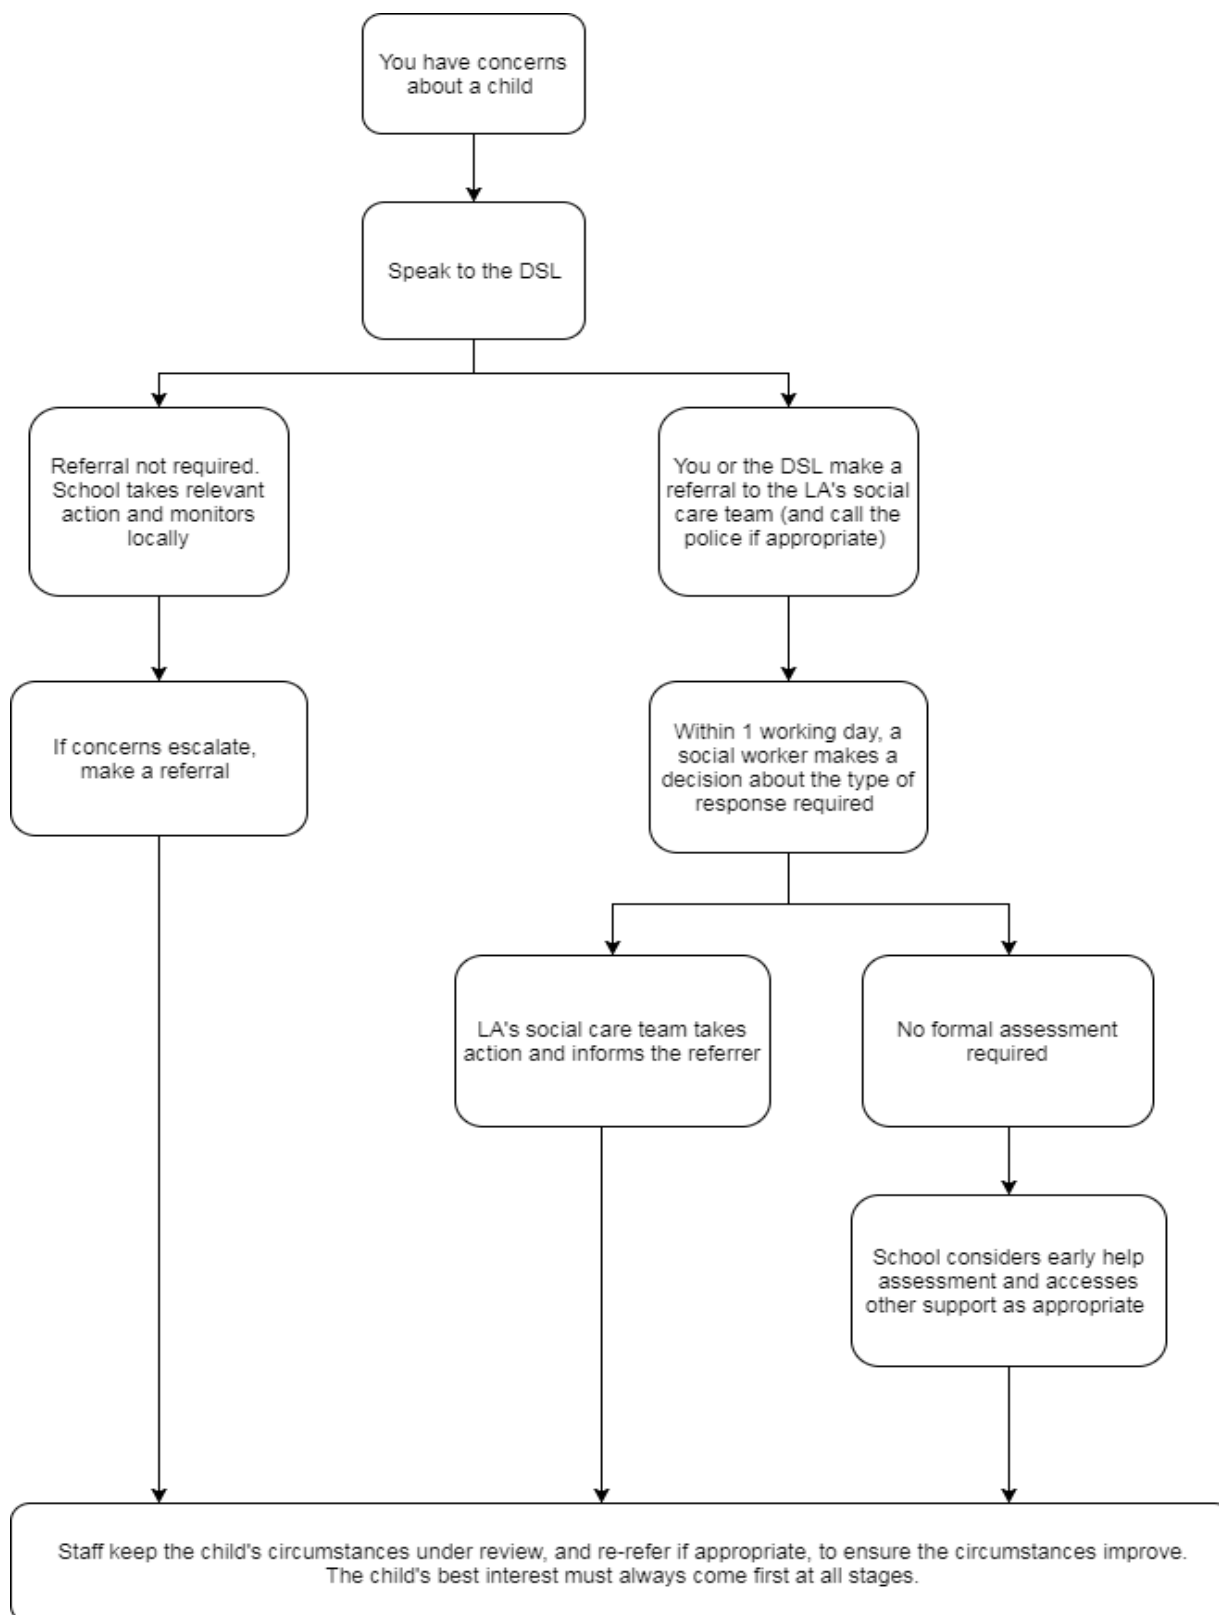 You have concerns
about a child
Speak to the DSL
Referral not required.
School takes relevant
action and monitors
locally
You or the DSL make a
referral to the LA's social
care team (and call the
police if appropriate)
If concerns escalate,
make a referral
Within 1 working day, a
social worker makes a
decision about the type of
response required
LA's social care team takes
action and informs the referrer
No formal assessment
required
School considers early help
assessment and accesses
other support as appropriate
Staff keep the child's circumstances under review, and re-refer if appropriate, to ensure the circumstances improve.
The child's best interest must always come first at all stages.